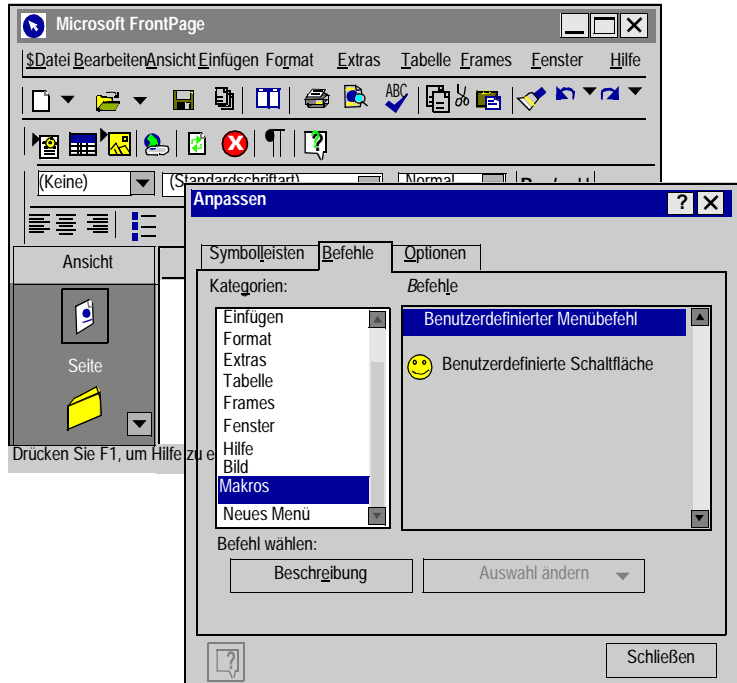 Microsoft FrontPage
$Datei Bearbeiten Ansicht Einfügen Format Extras Tabelle Frames Fenster Hilfe
ABC
(Keine) (Standardschriftart) Normal
Anpassen
Symbolleisten Befehle Optionen
Ansicht
Kategorien: Befehle
Einfügen
Format
Extras
Tabelle
Frames
Fenster
Hilfe
Bild
Makros
Neues Menü
Benutzerdefinierter Menübefehl
Benutzerdefinierte Schaltfläche
Seite
Drücken Sie F1, um Hilfe zu e
Befehl wählen:
Beschreibung Auswahl ändern
Schließen